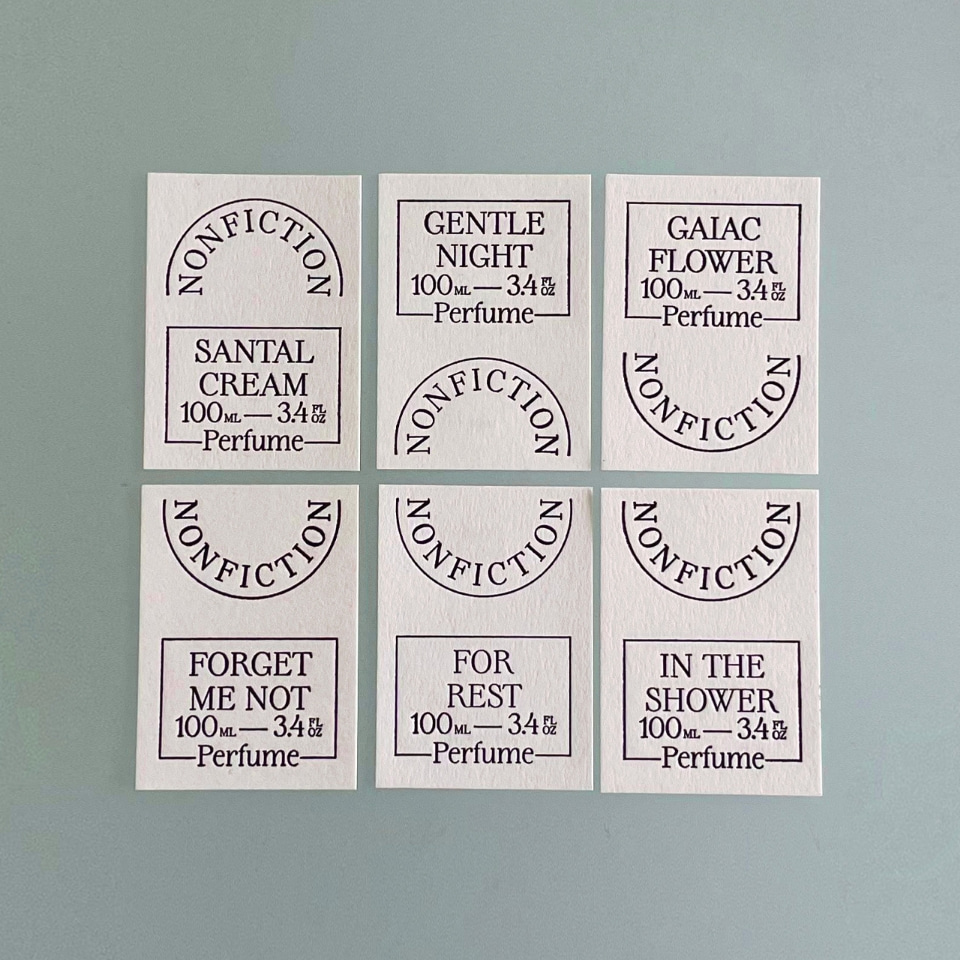 NONFICTION
SANTAL
CREAM
100ML — 3.4 FL OZ
Perfume
GENTLE
NIGHT
100ML — 3.4 FL OZ
Perfume
NONFICTION
GAIAC
FLOWER
100ML — 3.4 FL OZ
Perfume
NONFICTION
NONFICTION
FORGET
ME NOT
100ML — 3.4 FL OZ
Perfume
NONFICTION
FOR
REST
100ML — 3.4 FL OZ
Perfume
NONFICTION
IN THE
SHOWER
100ML — 3.4 FL OZ
Perfume